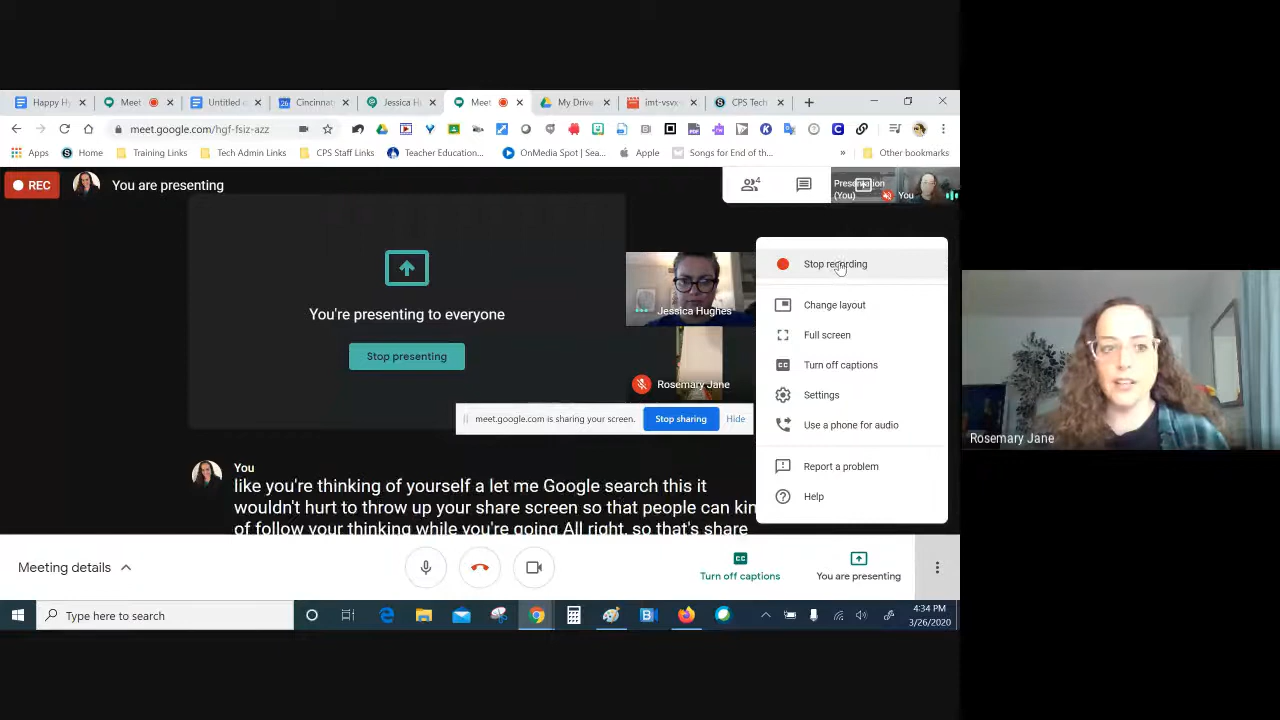 Happy H
Meet
Untitled
Cincinnat
Jessica H
Meet
My Drive
imt-vsvx
CPS Tech
meet.google.com/hgf-fsiz-azz
Apps
Home
Training Links
Tech Admin Links
CPS Staff Links
Teacher Education...
OnMedia Spot | Sea...
Apple
Songs for End of th...
»
Other bookmarks
REC
You are presenting
4
Presentation
(You)
You
Stop recording
You're presenting to everyone
Stop presenting
Jessica Hughes
Rosemary Jane
Change layout
Full screen
Turn off captions
Settings
Use a phone for audio
Report a problem
Help
meet.google.com is sharing your screen.
Stop sharing
Hide
Rosemary Jane
You
like you're thinking of yourself a let me Google search this it
wouldn't hurt to throw up your share screen so that people can kin
of follow your thinking while you're going All right, so that's share
Meeting details
CC
Turn off captions
You are presenting
Type here to search
4:34 PM
3/26/2020